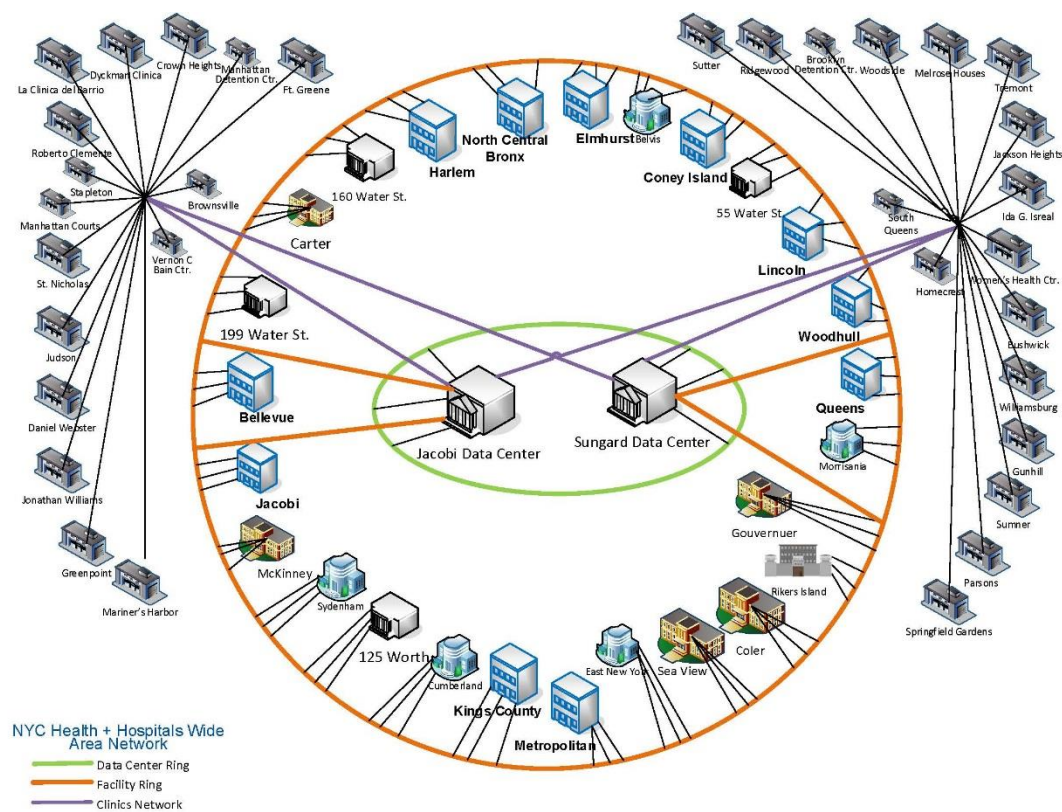 La Clinica del Barrio
Dyckman Clinica
Crown Heights
Manhattan
Detention Ctr.
Ft. Greene
Roberto Clemente
Stapleton
Manhattan Courts
Brownsville
Vernon C
Bain Ctr.
St. Nicholas
Judson
Daniel Webster
Jonathan Williams
Greenpoint
Mariner's Harbor
Sutter
Ridgewood
Brooklyn
Detention Ctr.
Woodside
Melrose Houses
Tremont
Jackson Heights
Ida G. Isreal
South
Queens
Homecrest
Women's Health Ctr.
Bushwick
Williamsburg
Gunhill
Sumner
Parsons
Springfield Gardens
Harlem
North Central
Bronx
Elmhurst
Belvis
Coney Island
160 Water St.
55 Water St.
Carter
Lincoln
199 Water St.
Woodhull
Bellevue
Queens
Jacobi Data Center
Sungard Data Center
Morrisania
Jacobi
Gouvernuer
McKinney
Rikers Island
Sydenham
Coler
125 Worth
Cumberland
East New York
Sea View
Kings County
Metropolitan
NYC Health + Hospitals Wide
Area Network
Data Center Ring
Facility Ring
Clinics Network